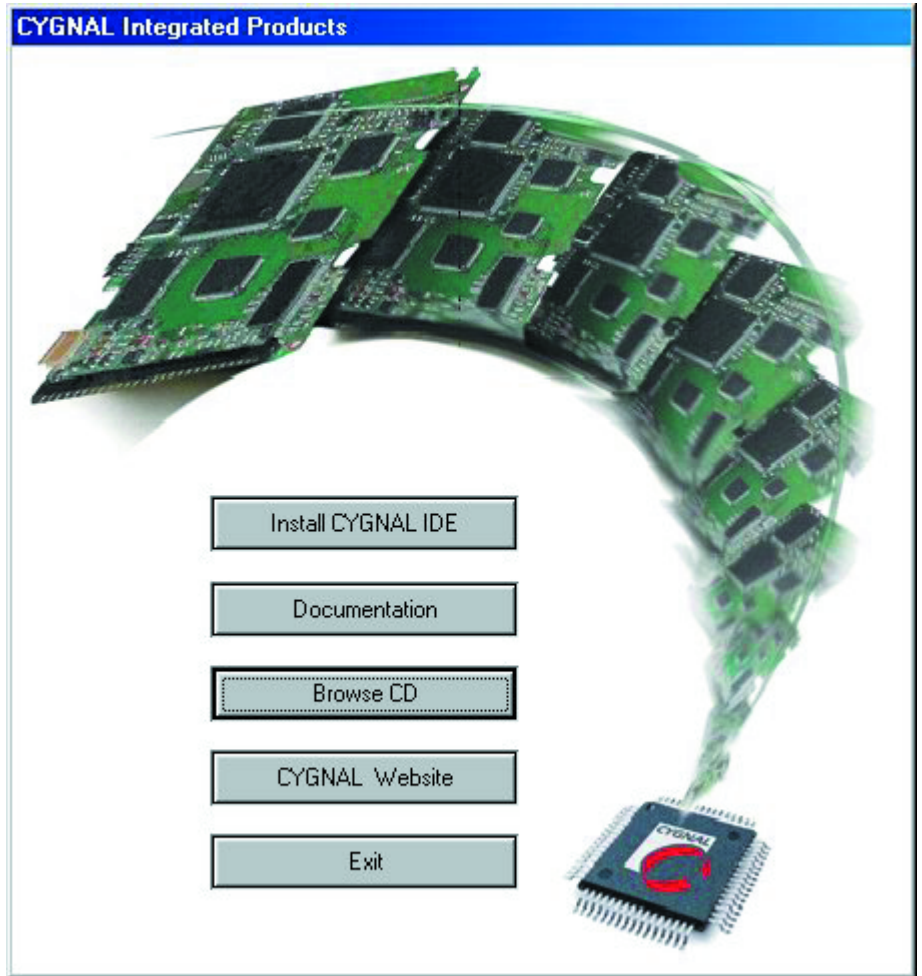 CYGNAL Integrated Products
Install CYGNAL IDE
Documentation
Browse CD
CYGNAL Website
Exit
CYGNAL